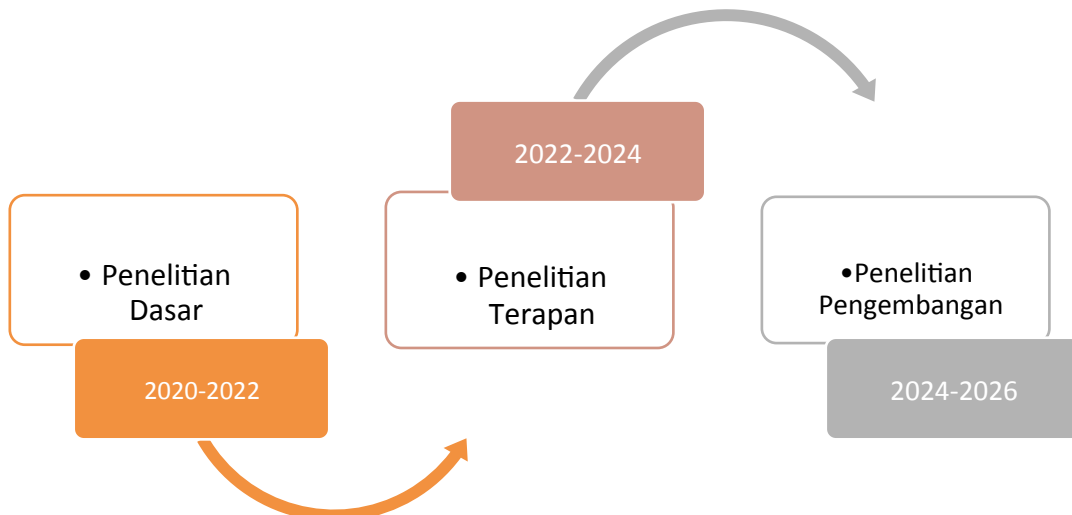 • Penelitian
Dasar
2020-2022
2022-2024
• Penelitian
Terapan
•Penelitian
Pengembangan
2024-2026